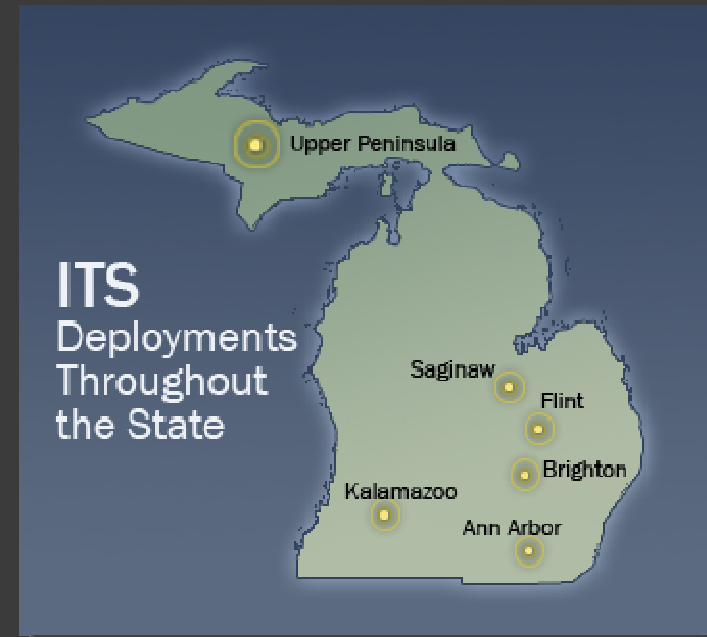 Upper Peninsula
ITS
Deployments
Throughout
the State
Saginaw
Flint
Brighton
Kalamazoo
Ann Arbor